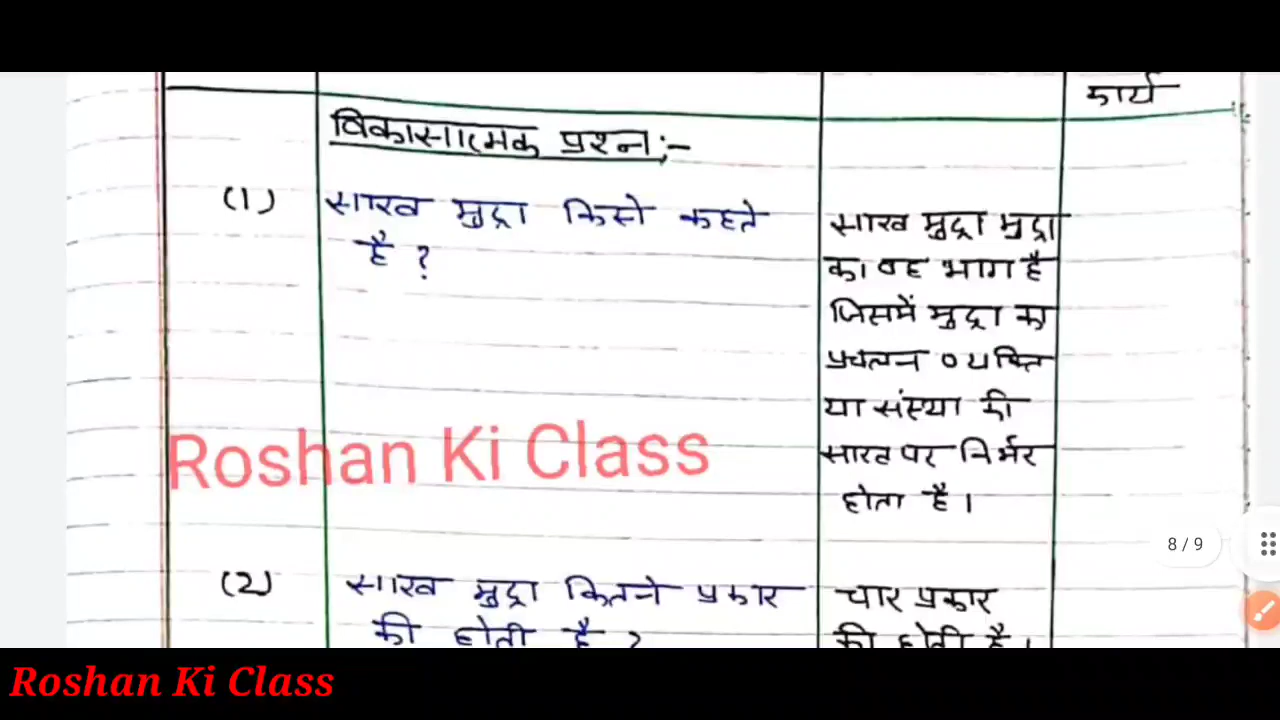 कार्य
विकासात्मक प्रश्न:-
(1) साख मुद्रा किसे कहते
है ?
साख मुद्रा मुद्रा
का वह भाग है
जिसमें मुद्रा का
प्रचलन व्यक्ति
या संस्था की
साख पर निर्भर
होता है।
Roshan Ki Class
8 / 9
(2) साख मुद्रा कितने प्रकार
की होती है ?
चार प्रकार
की होती है।
Roshan Ki Class